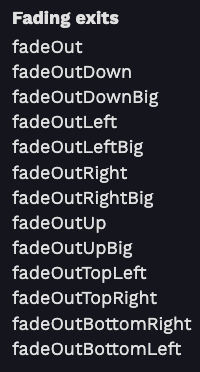 Fading exits
fadeOut
fadeOutDown
fadeOutDownBig
fadeOutLeft
fadeOutLeftBig
fadeOutRight
fadeOutRightBig
fadeOutUp
fadeOutUpBig
fadeOutTopLeft
fadeOutTopRight
fadeOutBottomRight
fadeOutBottomLeft